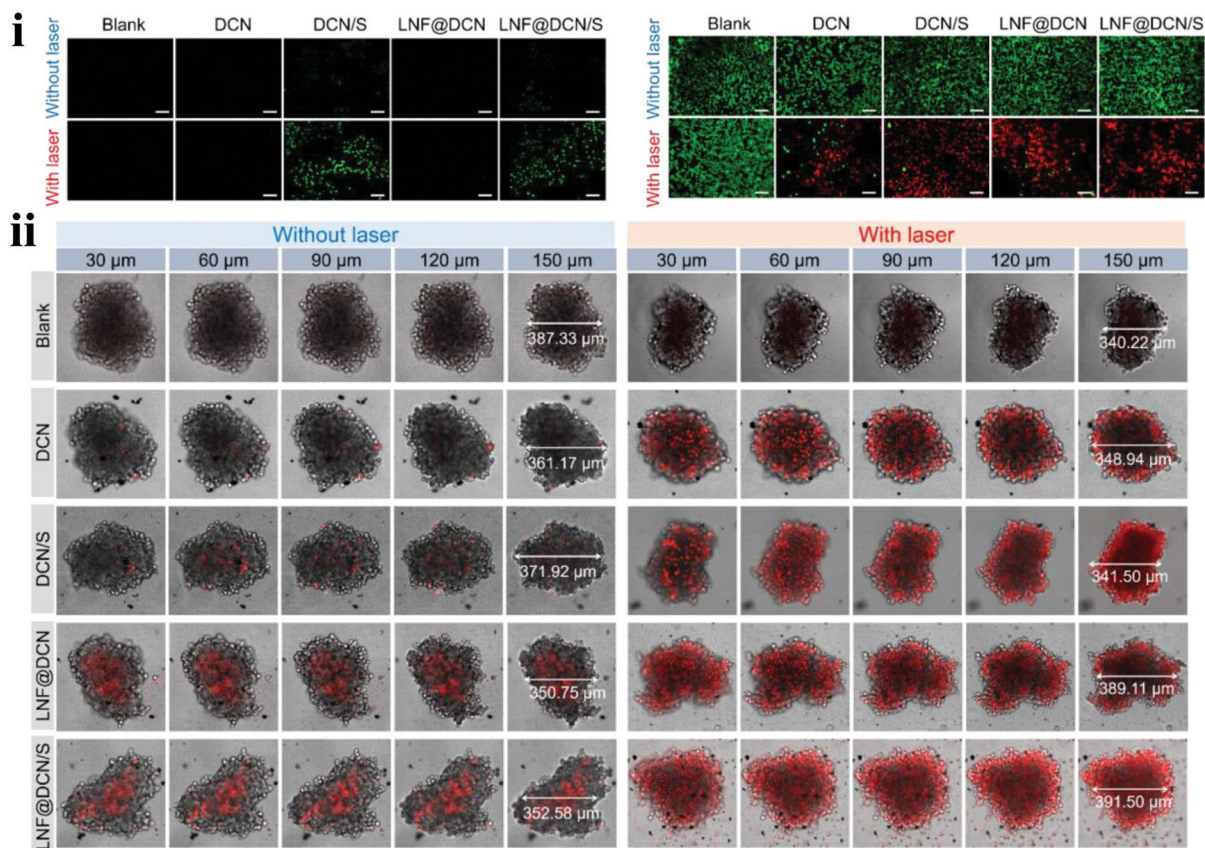 i
Blank DCN DCN/S LNF@DCN LNF@DCN/S
Without laser
With laser
Blank DCN DCN/S LNF@DCN LNF@DCN/S
Without laser
With laser
ii
Without laser With laser
30 μm 60 μm 90 μm 120 μm 150 μm 30 μm 60 μm 90 μm 120 μm 150 μm
Blank 387.33 μm 340.22 μm
DCN 361.17 μm 348.94 μm
DCN/S 371.92 μm 341.50 μm
LNF@DCN 350.75 μm 389.11 μm
LNF@DCN/S 352.58 μm 391.50 μm